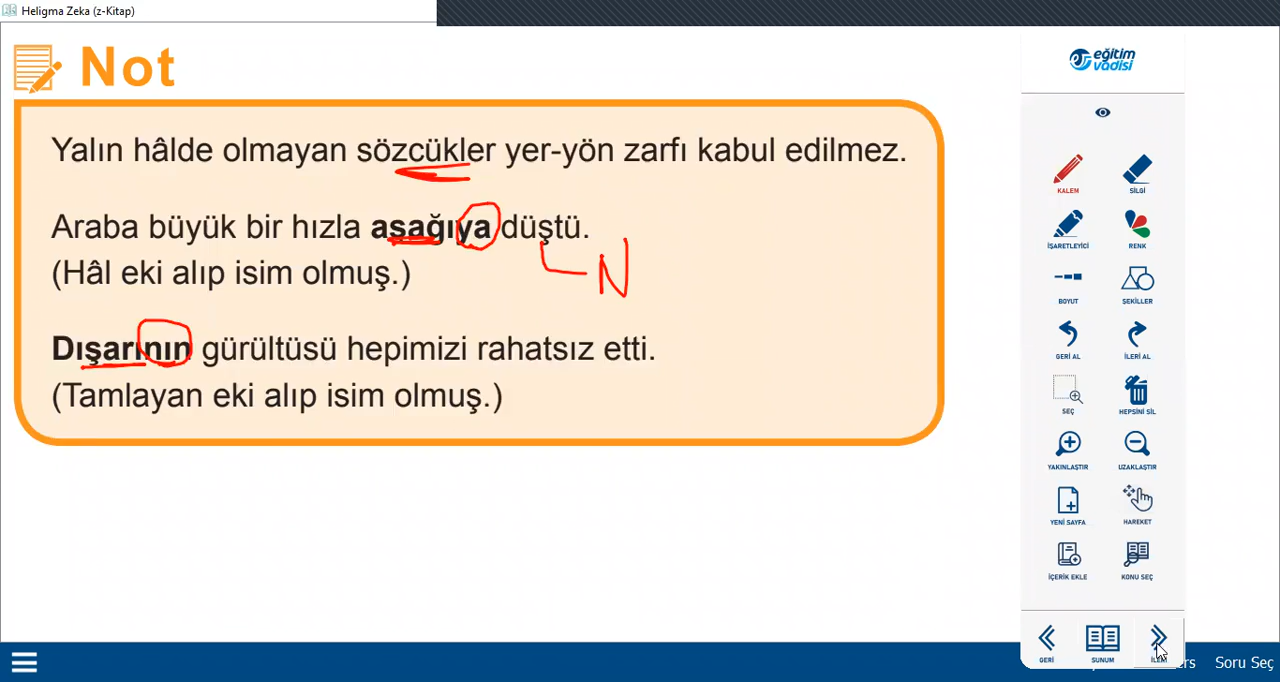 Heligma Zeka (z-Kitap)
Not
Yalın hâlde olmayan sözcükler yer-yön zarfı kabul edilmez.
Araba büyük bir hızla aşağıya düştü.
N
(Hâl eki alıp isim olmuş.)
Dışarının gürültüsü hepimizi rahatsız etti.
(Tamlayan eki alıp isim olmuş.)
eğitim
vadisi
KALEM
SİLGİ
İŞARETLEYİCİ
RENK
BOYUT
ŞEKİLLER
GERİ AL
İLERİ AL
SEÇ
HEPSİNİ SİL
YAKINLAŞTIR
UZAKLAŞTIR
YENİ SAYFA
HAREKET
İÇERİK EKLE
KONU SEÇ
GERİ
SUNUM
Soru Seç